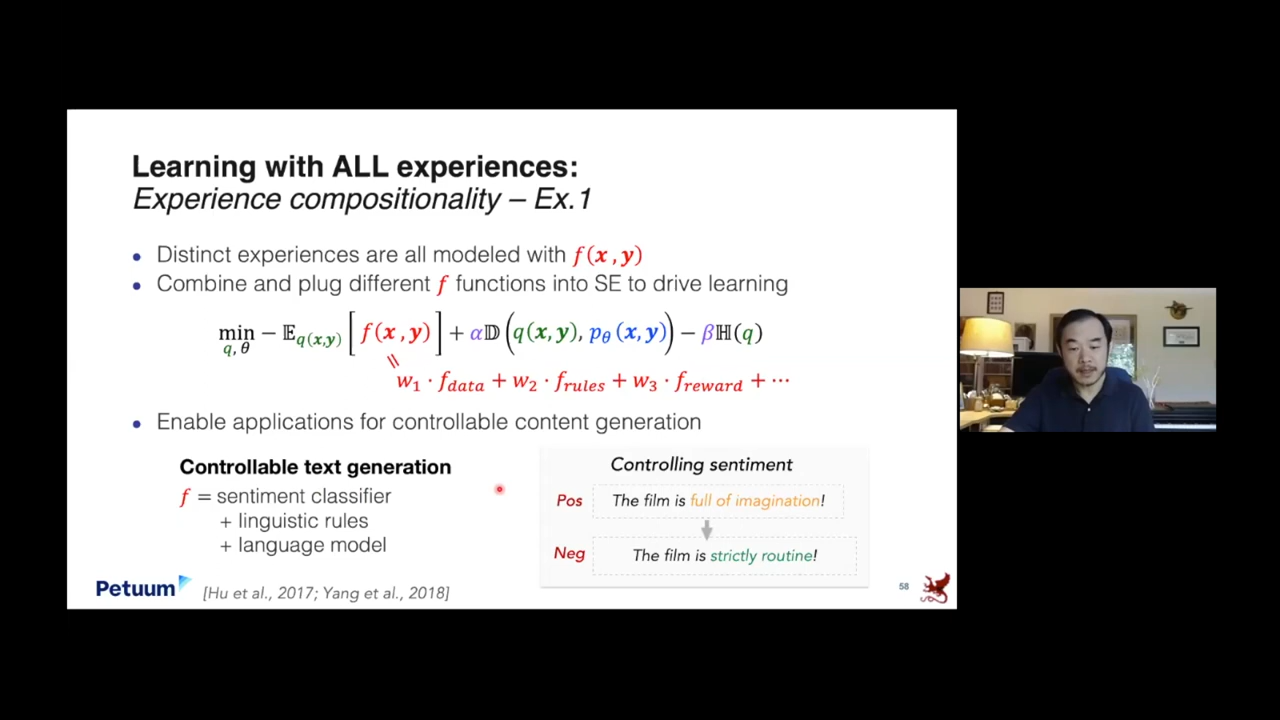 Learning with ALL experiences:
Experience compositionality – Ex.1
• Distinct experiences are all modeled with f(x, y)
• Combine and plug different f functions into SE to drive learning
min q, θ − 𝔼q(x,y) [ f(x, y) ] + α𝔻 (q(x, y), pθ (x, y)) − βℍ(q)
= w1 · fdata + w2 · frules + w3 · freward + ···
• Enable applications for controllable content generation
Controllable text generation
f = sentiment classifier
+ linguistic rules
+ language model
Controlling sentiment
Pos The film is full of imagination!
Neg The film is strictly routine!
Petuum
[Hu et al., 2017; Yang et al., 2018]
58